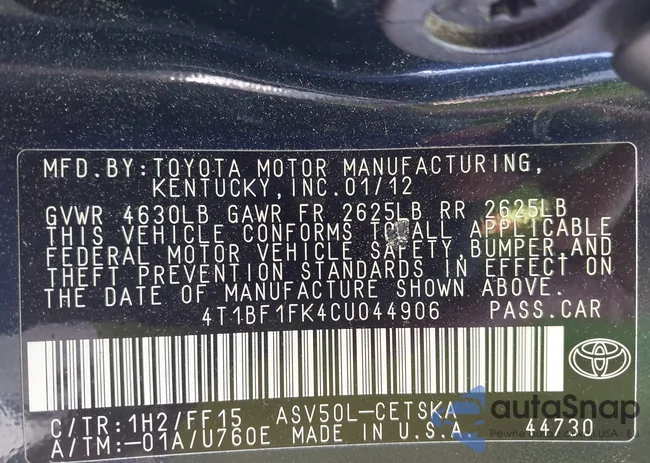 MFD.BY:TOYOTA MOTOR MANUFACTURING,
KENTUCKY,INC.01/12
GVWR 4630LB GAWR FR 2625LB RR 2625LB
THIS VEHICLE CONFORMS TO ALL APPLICABLE
FEDERAL MOTOR VEHICLE SAFETY,BUMPER,AND
THEFT PREVENTION STANDARDS IN EFFECT ON
THE DATE OF MANUFACTURE SHOWN ABOVE.
4T1BF1FK4CU044906 PASS.CAR
C/TR:1H2/FF15 ASV50L-CETSKA
A/TM:-01A/U760E MADE IN U.S.A. 44730
autoSnap